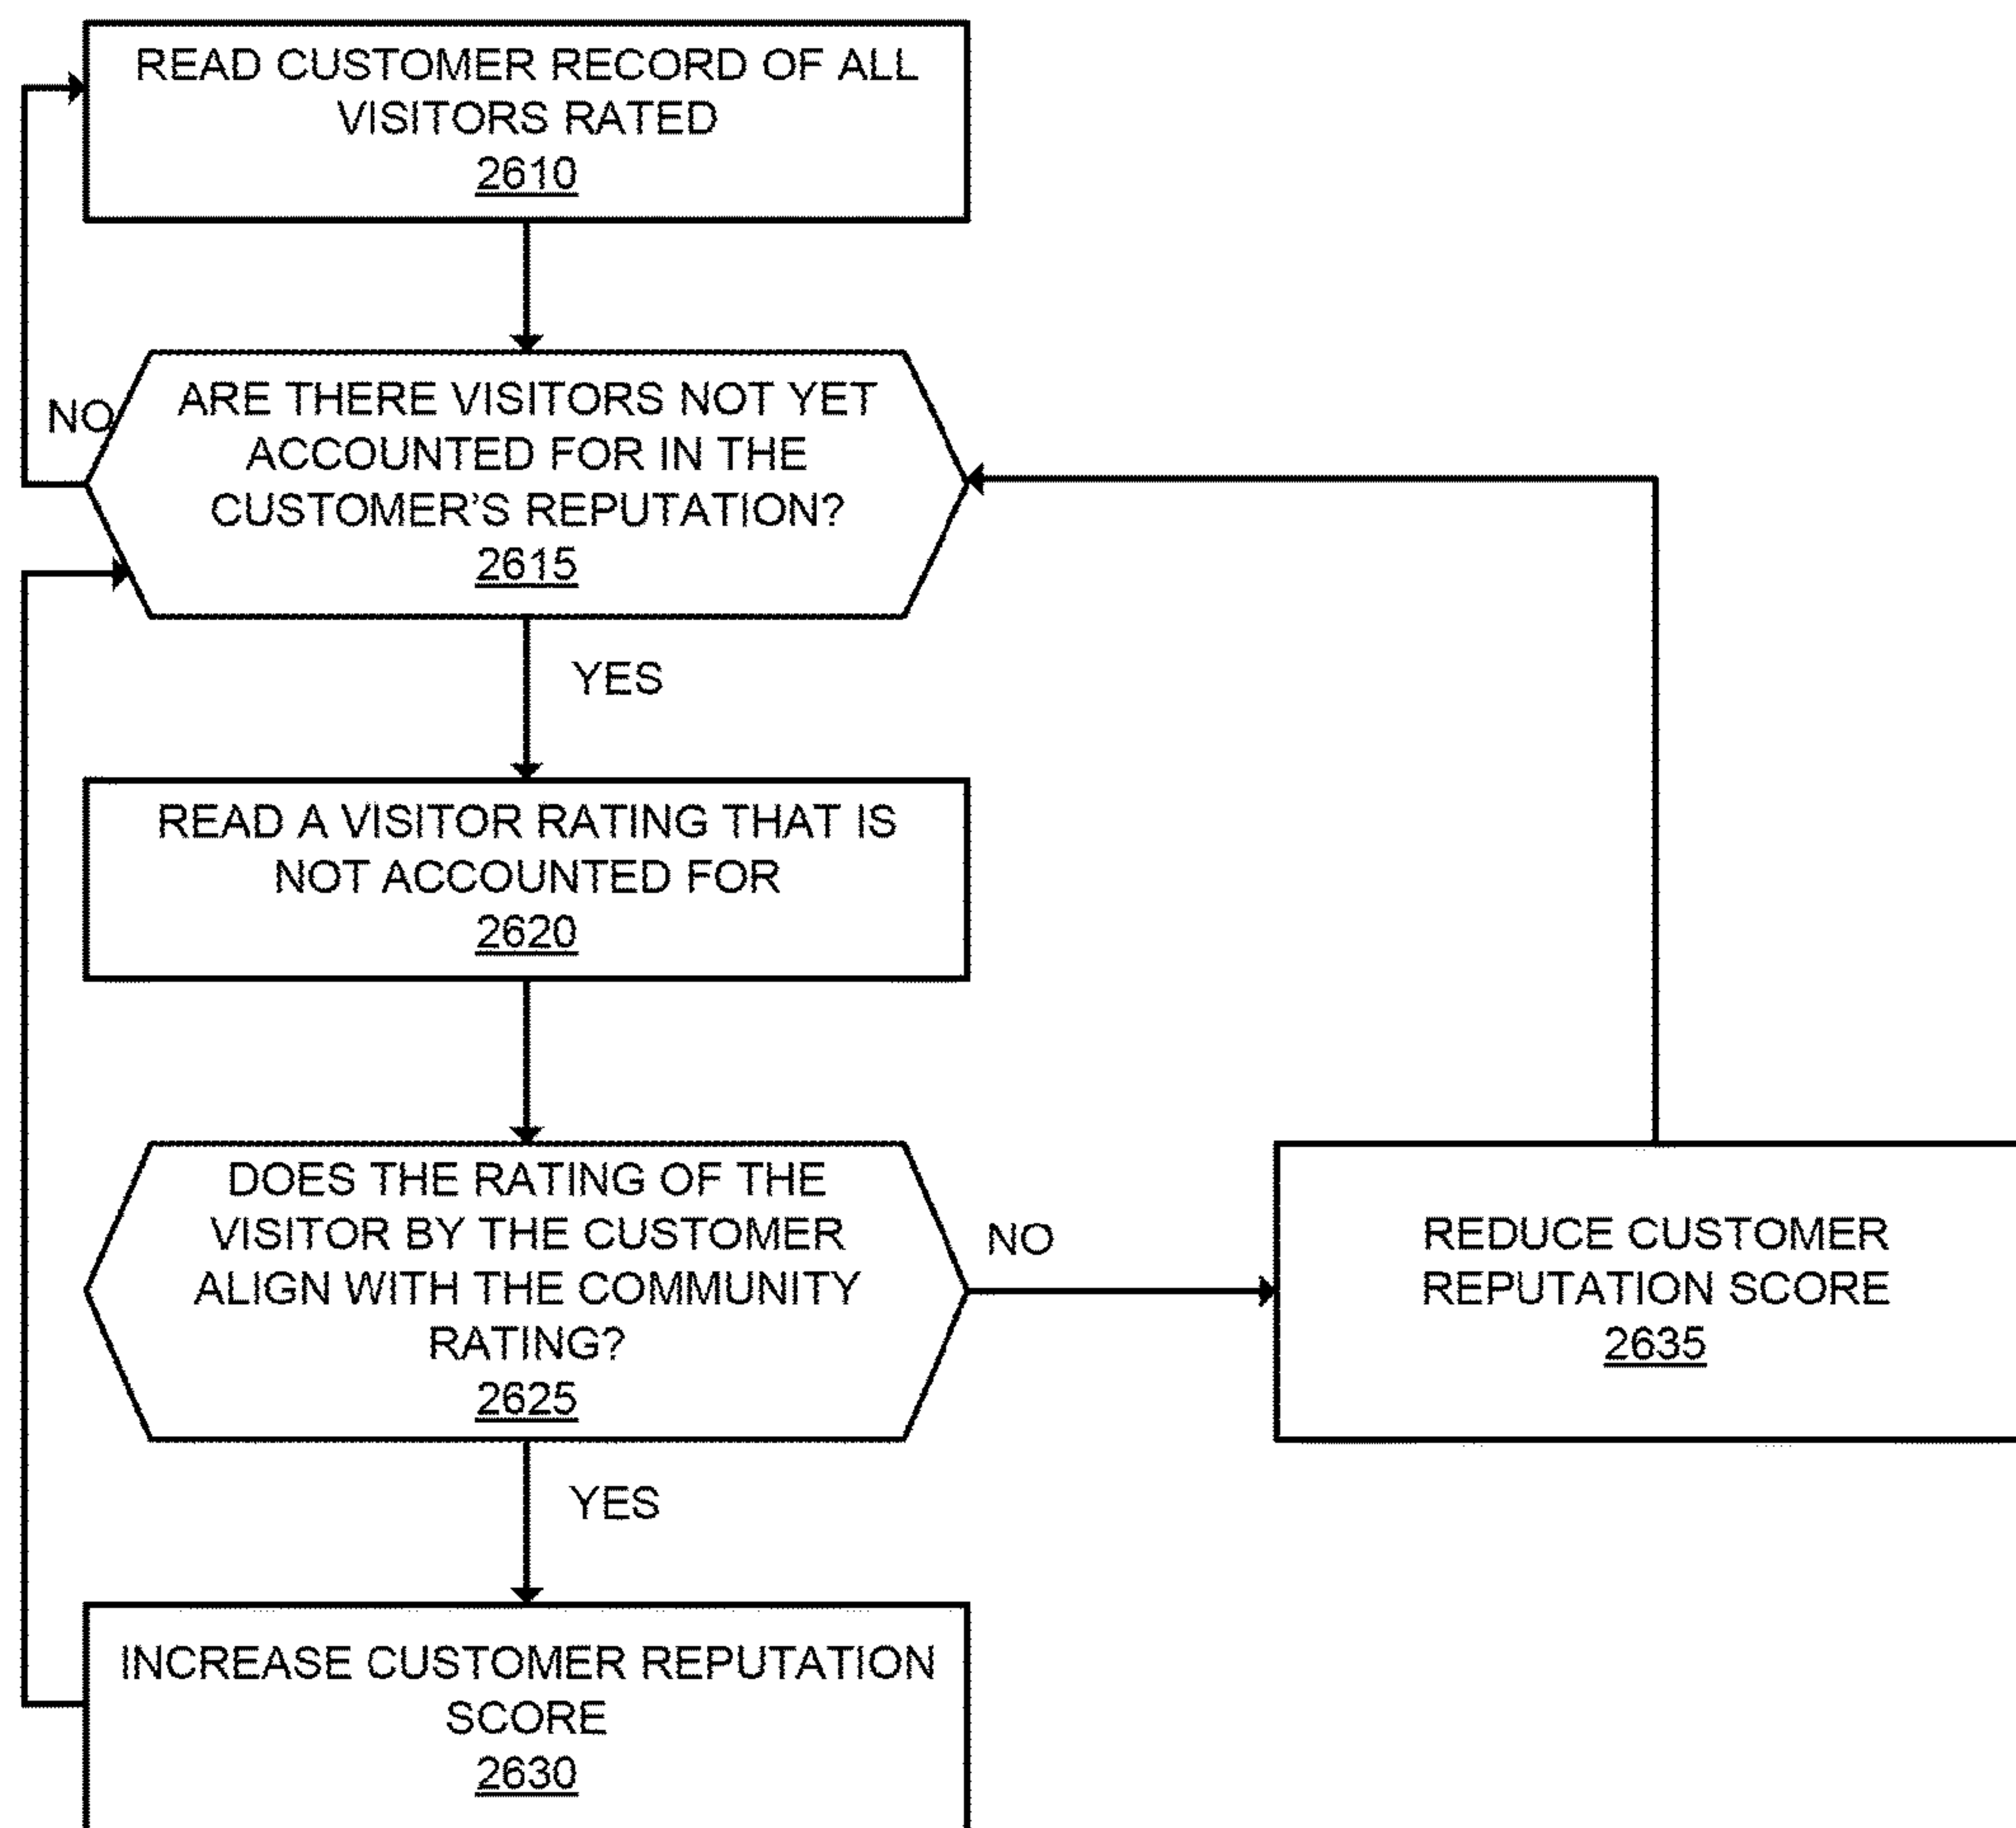 READ CUSTOMER RECORD OF ALL
VISITORS RATED
2610
NO
ARE THERE VISITORS NOT YET
ACCOUNTED FOR IN THE
CUSTOMER'S REPUTATION?
2615
YES
READ A VISITOR RATING THAT IS
NOT ACCOUNTED FOR
2620
DOES THE RATING OF THE
VISITOR BY THE CUSTOMER
ALIGN WITH THE COMMUNITY
RATING?
2625
NO
REDUCE CUSTOMER
REPUTATION SCORE
2635
YES
INCREASE CUSTOMER REPUTATION
SCORE
2630